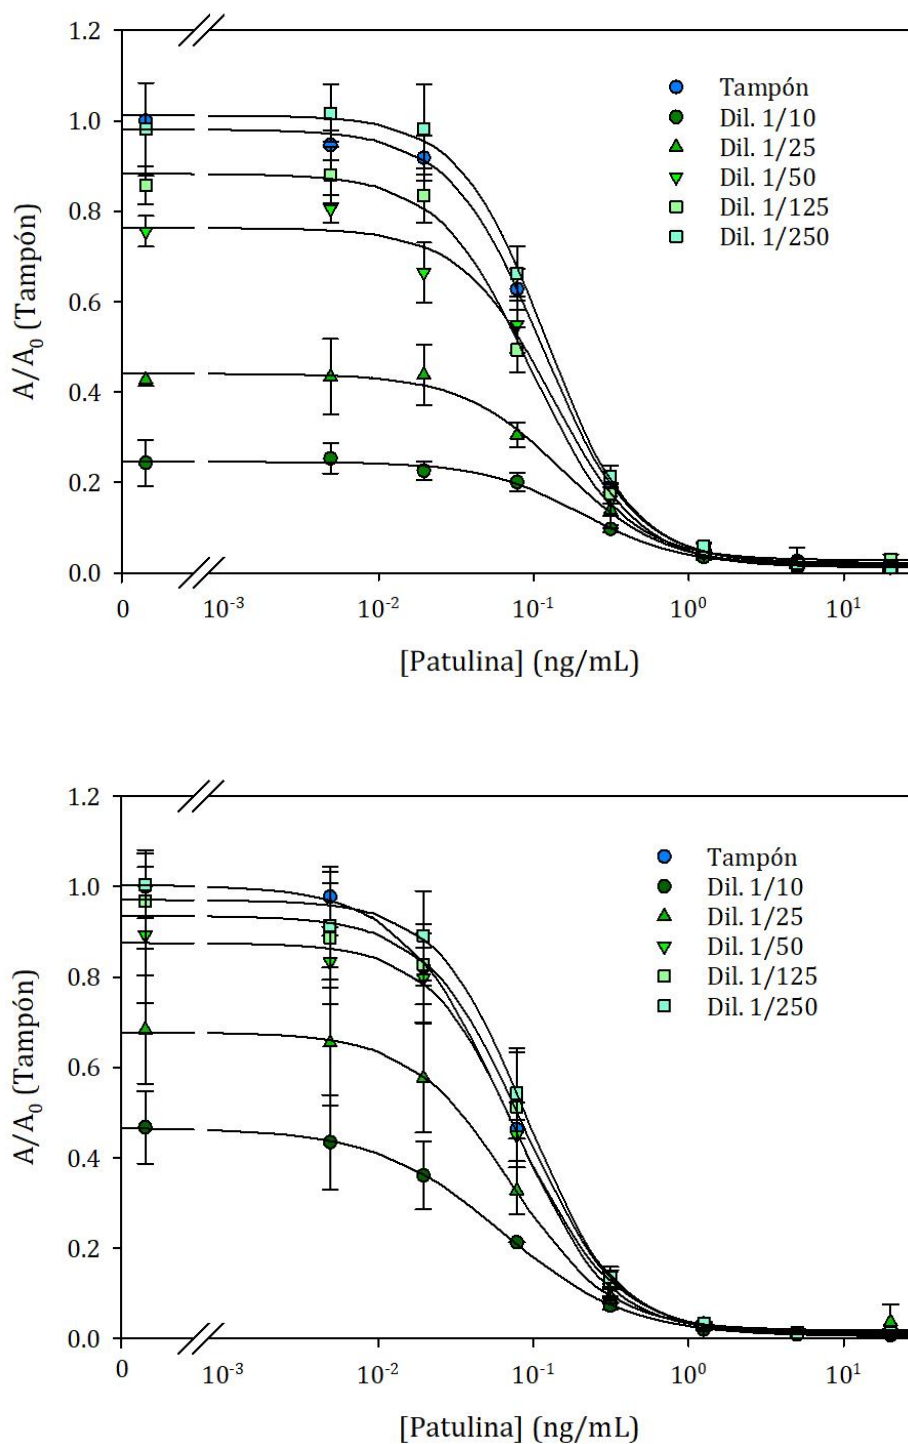 1.2
1.0
0.8
0.6
0.4
0.2
0.0
A/A₀ (Tampón)
Tampón
Dil. 1/10
Dil. 1/25
Dil. 1/50
Dil. 1/125
Dil. 1/250
0 10⁻³ 10⁻² 10⁻¹ 10⁰ 10¹
[Patulina] (ng/mL)
1.2
1.0
0.8
0.6
0.4
0.2
0.0
A/A₀ (Tampón)
Tampón
Dil. 1/10
Dil. 1/25
Dil. 1/50
Dil. 1/125
Dil. 1/250
0 10⁻³ 10⁻² 10⁻¹ 10⁰ 10¹
[Patulina] (ng/mL)